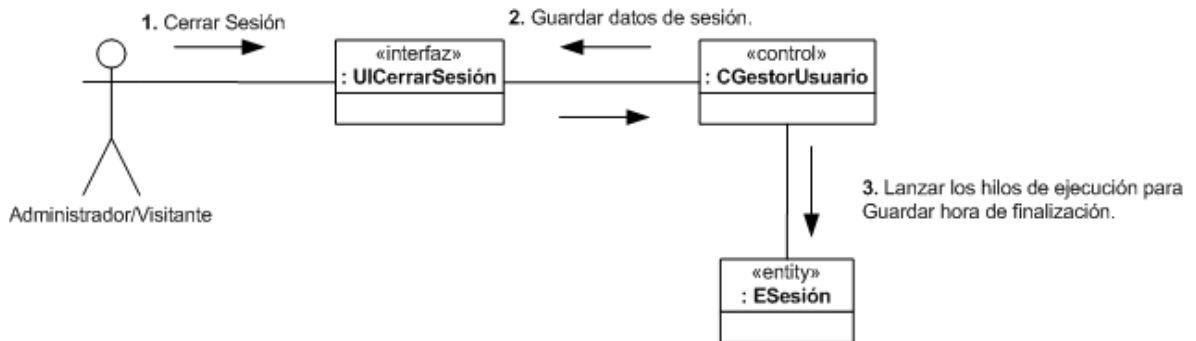 1. Cerrar Sesión
2. Guardar datos de sesión.
«interfaz»
: UICerrarSesión
«control»
: CGestorUsuario
Administrador/Visitante
3. Lanzar los hilos de ejecución para
Guardar hora de finalización.
«entity»
: ESesión